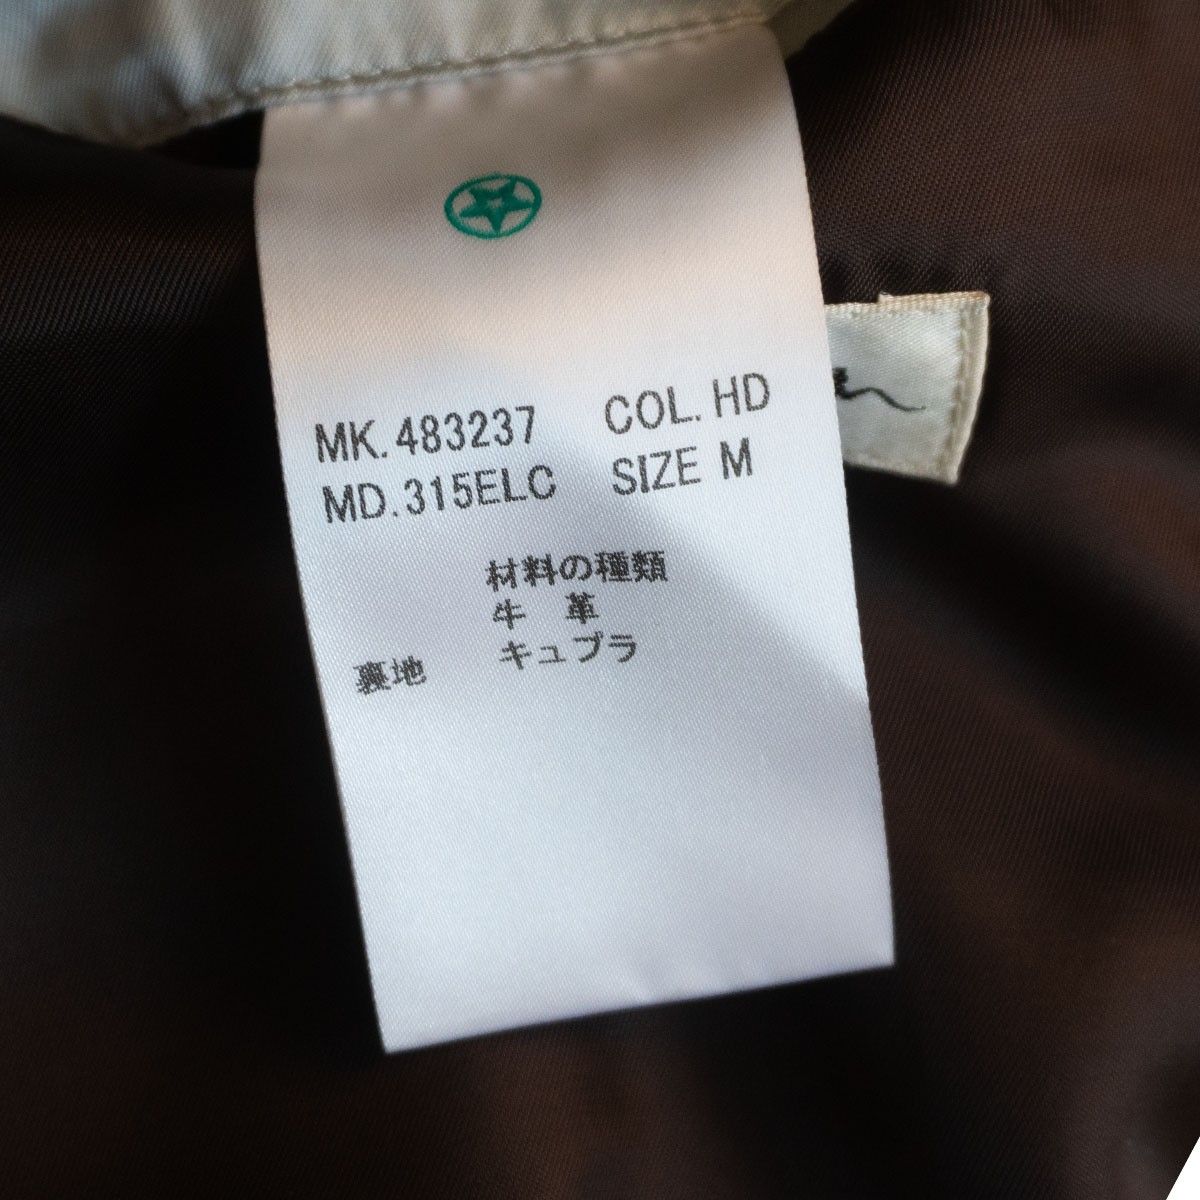 MK.483237 COL.HD
MD.315ELC SIZE M
材料の種類
牛 革
裏地 キュプラ